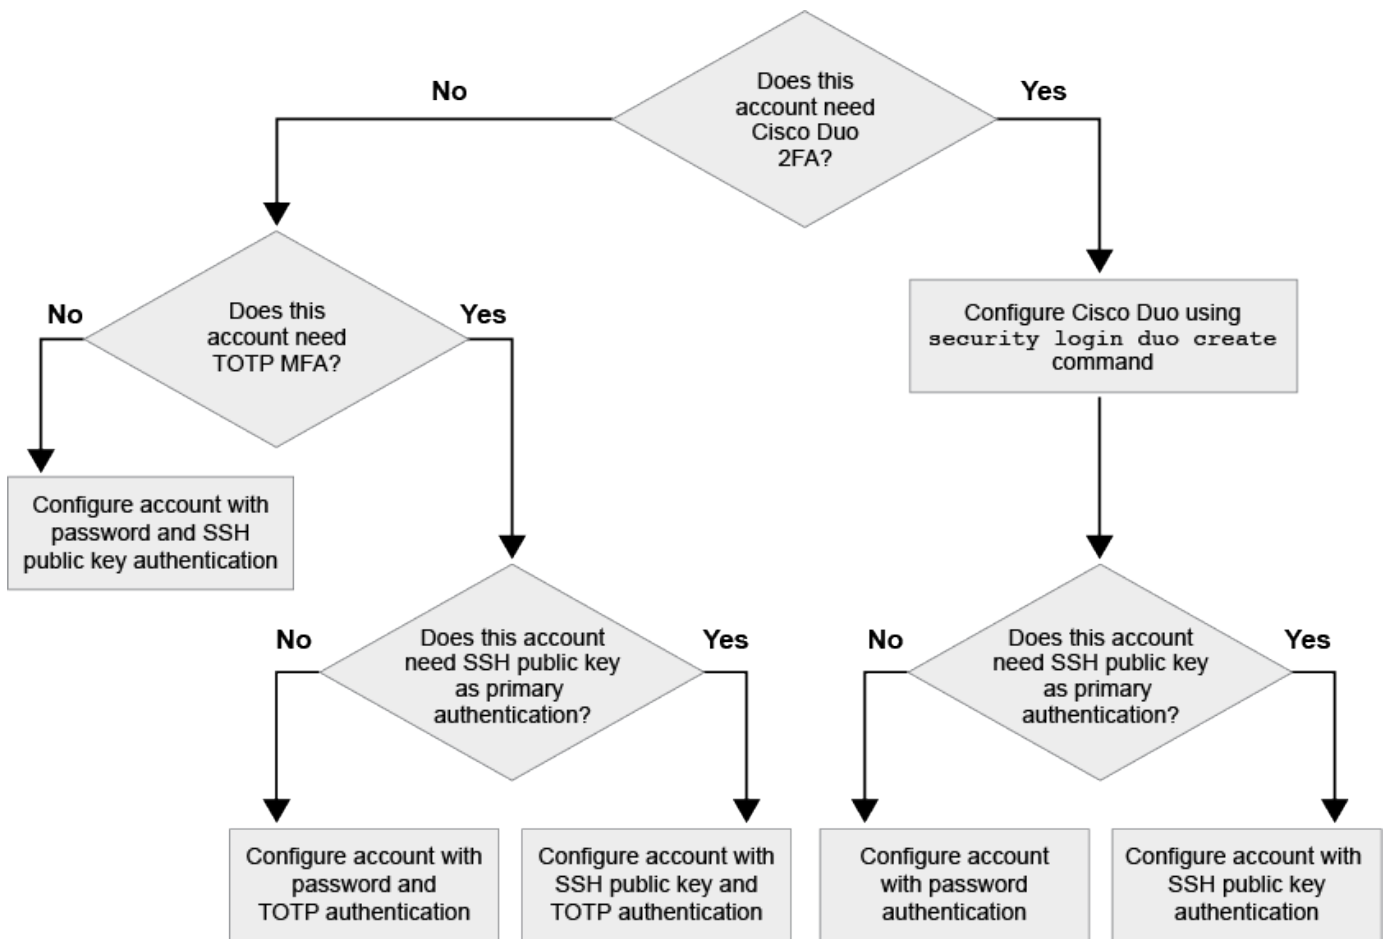 Does this
account need
Cisco Duo
2FA?
No
Yes
Does this
account need
TOTP MFA?
No
Yes
Configure Cisco Duo using
security login duo create
command
Configure account with
password and SSH
public key authentication
Does this account
need SSH public key
as primary
authentication?
No
Yes
Does this account
need SSH public key
as primary
authentication?
No
Yes
Configure account with
password and
TOTP authentication
Configure account with
SSH public key and
TOTP authentication
Configure account
with password
authentication
Configure account with
SSH public key
authentication